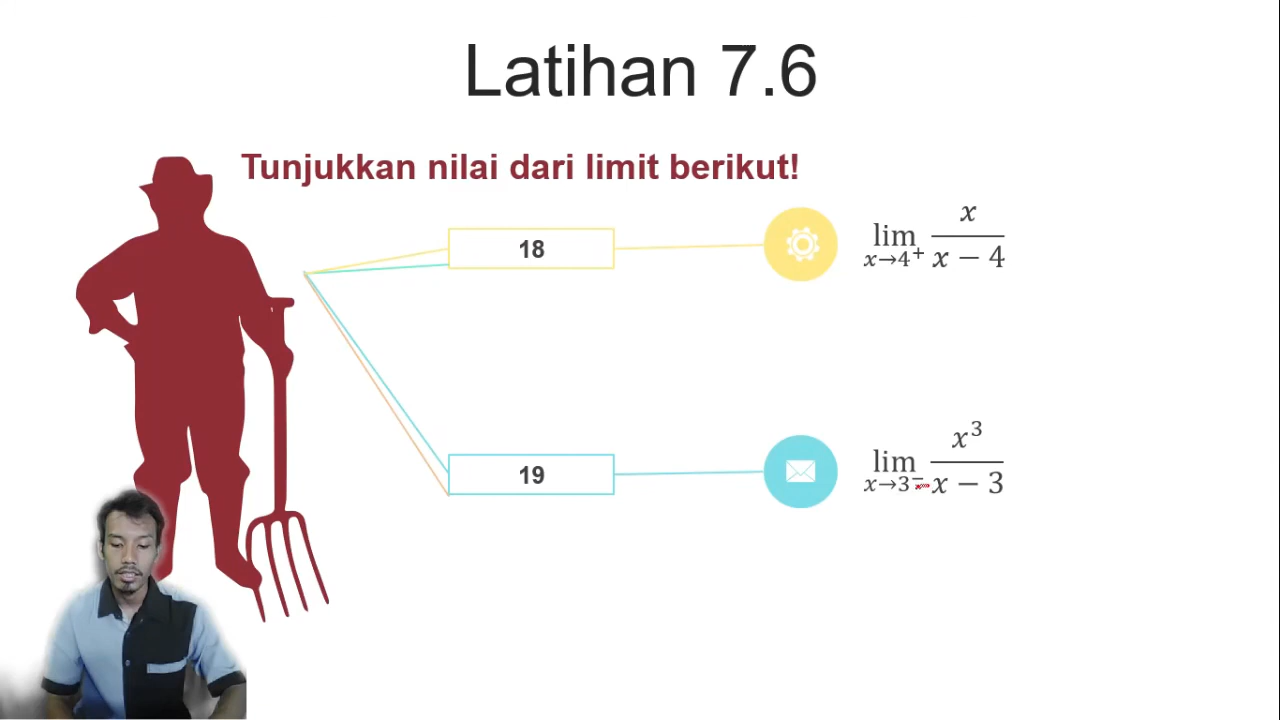 Latihan 7.6
Tunjukkan nilai dari limit berikut!
18
lim x→4⁺ x / (x − 4)
19
lim x→3⁻ x³ / (x − 3)